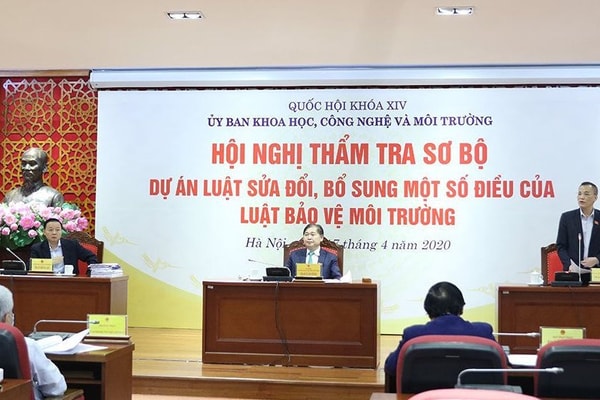 QUỐC HỘI KHÓA XIV
ỦY BAN KHOA HỌC, CÔNG NGHỆ VÀ MÔI TRƯỜNG
HỘI NGHỊ THẨM TRA SƠ BỘ
DỰ ÁN LUẬT SỬA ĐỔI, BỔ SUNG MỘT SỐ ĐIỀU CỦA
LUẬT BẢO VỆ MÔI TRƯỜNG
Hà Nội, tháng 4 năm 2020